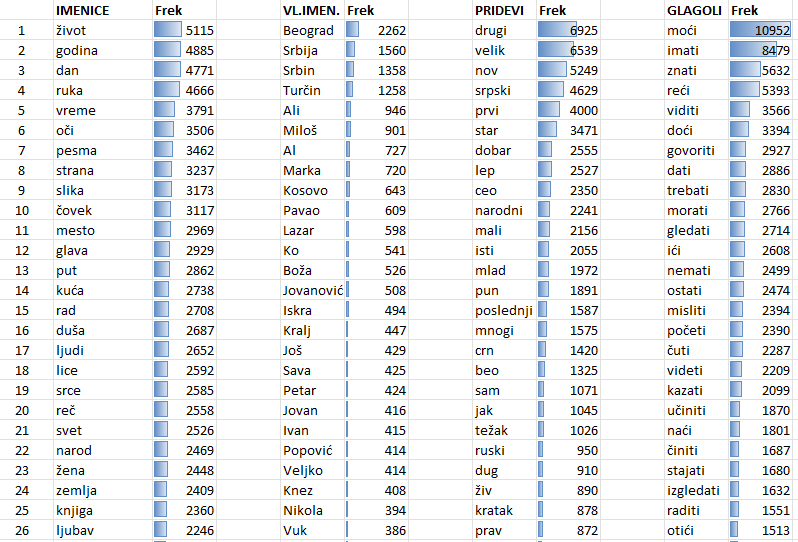 IMENICE Frek VL.IMEN. Frek PRIDEVI Frek GLAGOLI Frek
1 život 5115 Beograd 2262 drugi 6925 moći 10952
2 godina 4885 Srbija 1560 velik 6539 imati 8479
3 dan 4771 Srbin 1358 nov 5249 znati 5632
4 ruka 4666 Turčin 1258 srpski 4629 reći 5393
5 vreme 3791 Ali 946 prvi 4000 viditi 3566
6 oči 3506 Miloš 901 star 3471 doći 3394
7 pesma 3462 Al 727 dobar 2555 govoriti 2927
8 strana 3237 Marka 720 lep 2527 dati 2886
9 slika 3173 Kosovo 643 ceo 2350 trebati 2830
10 čovek 3117 Pavao 609 narodni 2241 morati 2766
11 mesto 2969 Lazar 598 mali 2156 gledati 2714
12 glava 2929 Ko 541 isti 2055 ići 2608
13 put 2862 Boža 526 mlad 1972 nemati 2499
14 kuća 2738 Jovanović 508 pun 1891 ostati 2474
15 rad 2708 Iskra 494 poslednji 1587 misliti 2394
16 duša 2687 Kralj 447 mnogi 1575 početi 2390
17 ljudi 2652 Još 429 crn 1420 čuti 2287
18 lice 2592 Sava 425 beo 1325 videti 2209
19 srce 2585 Petar 424 sam 1071 kazati 2099
20 reč 2558 Jovan 416 jak 1045 učiniti 1870
21 svet 2526 Ivan 415 težak 1026 naći 1801
22 narod 2469 Popović 414 ruski 950 činiti 1687
23 žena 2448 Veljko 414 dug 910 stajati 1680
24 zemlja 2409 Knez 408 živ 890 izgledati 1632
25 knjiga 2360 Nikola 394 kratak 878 raditi 1551
26 ljubav 2246 Vuk 386 prav 872 otići 1513